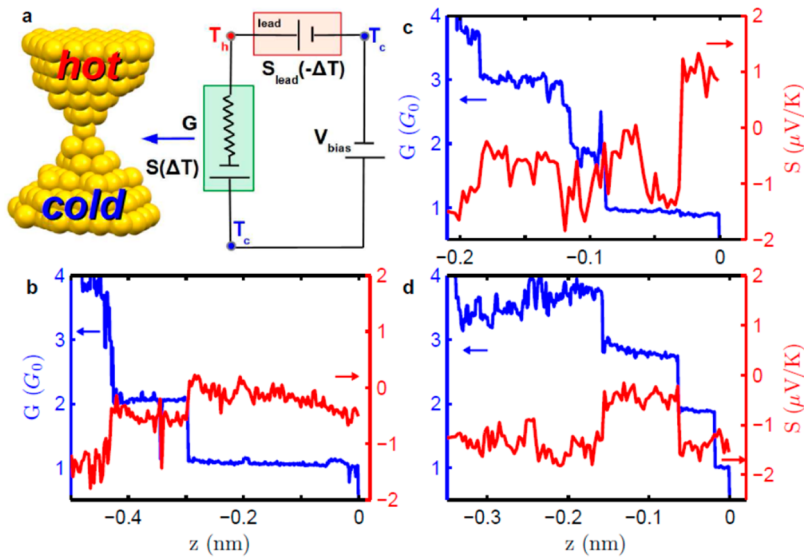 a
hot
cold
T_h
lead
T_c
S_lead(-ΔT)
G
S(ΔT)
V_bias
T_c
c
4
3
2
1
G (G_0)
2
1
0
−1
−2
S (μV/K)
−0.2
−0.1
0
b
4
3
2
1
G (G_0)
2
1
0
−1
−2
−0.4
−0.2
0
z (nm)
d
4
3
2
1
2
1
0
−1
−2
S (μV/K)
−0.3
−0.2
−0.1
0
z (nm)